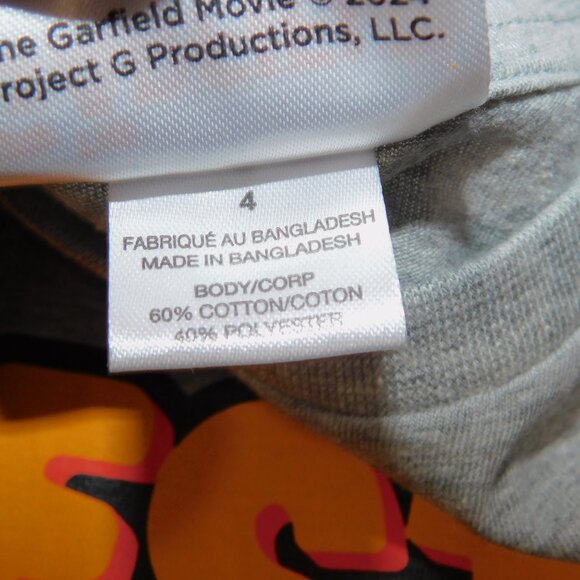 he Garfield Movie © 2024
roject G Productions, LLC.
4
FABRIQUÉ AU BANGLADESH
MADE IN BANGLADESH
BODY/CORP
60% COTTON/COTON
40% POLYESTER